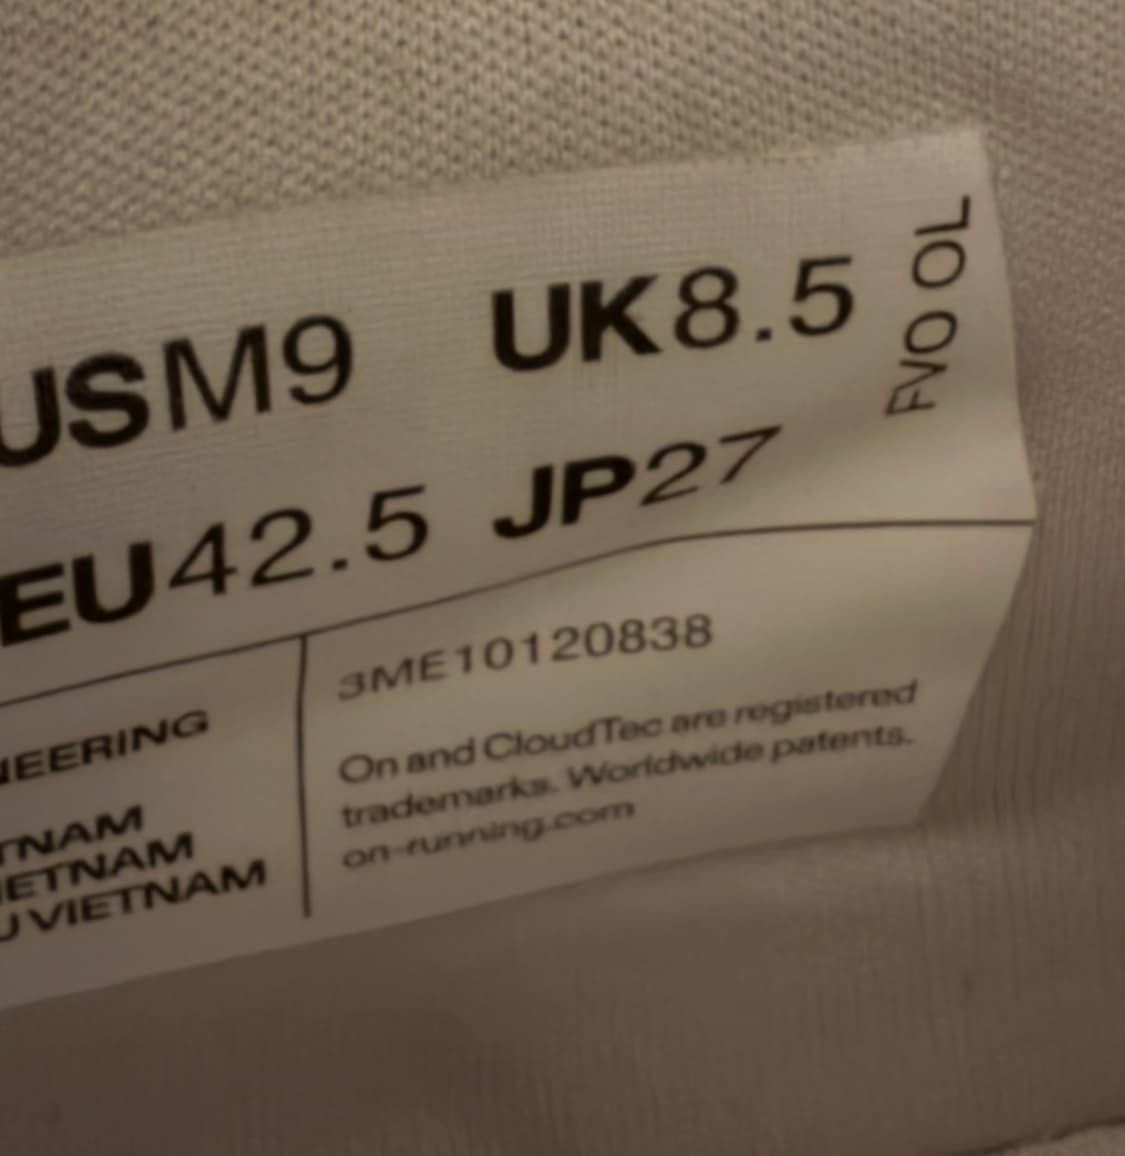 USM9 UK8.5
EU42.5 JP27
FVO OL
NEERING
TNAM
IETNAM
U VIETNAM
3ME10120838
On and CloudTec are registered
trademarks. Worldwide patents.
on-running.com